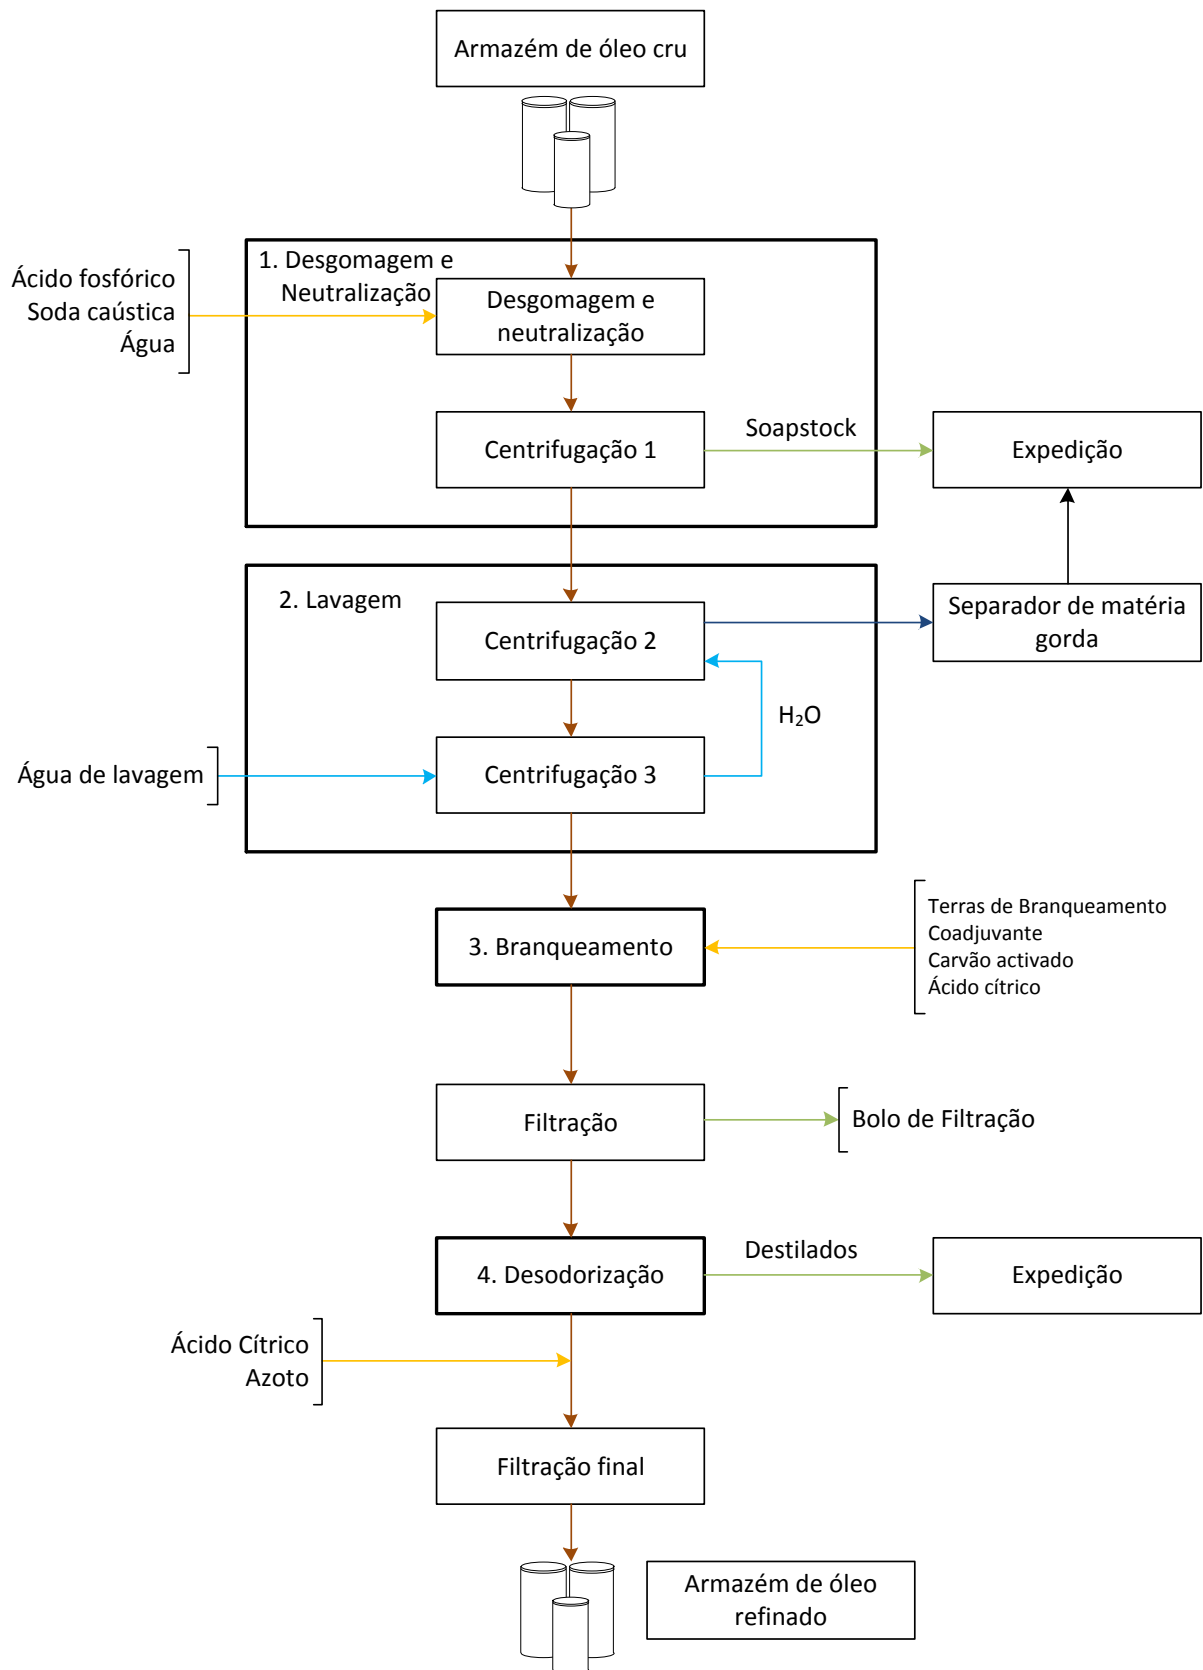 Armazém de óleo cru
1. Desgomagem e
Neutralização
Ácido fosfórico
Soda caústica
Água
Desgomagem e
neutralização
Centrifugação 1
Soapstock
Expedição
2. Lavagem
Centrifugação 2
Separador de matéria
gorda
H₂O
Água de lavagem
Centrifugação 3
3. Branqueamento
Terras de Branqueamento
Coadjuvante
Carvão activado
Ácido cítrico
Filtração
Bolo de Filtração
4. Desodorização
Destilados
Expedição
Ácido Cítrico
Azoto
Filtração final
Armazém de óleo
refinado